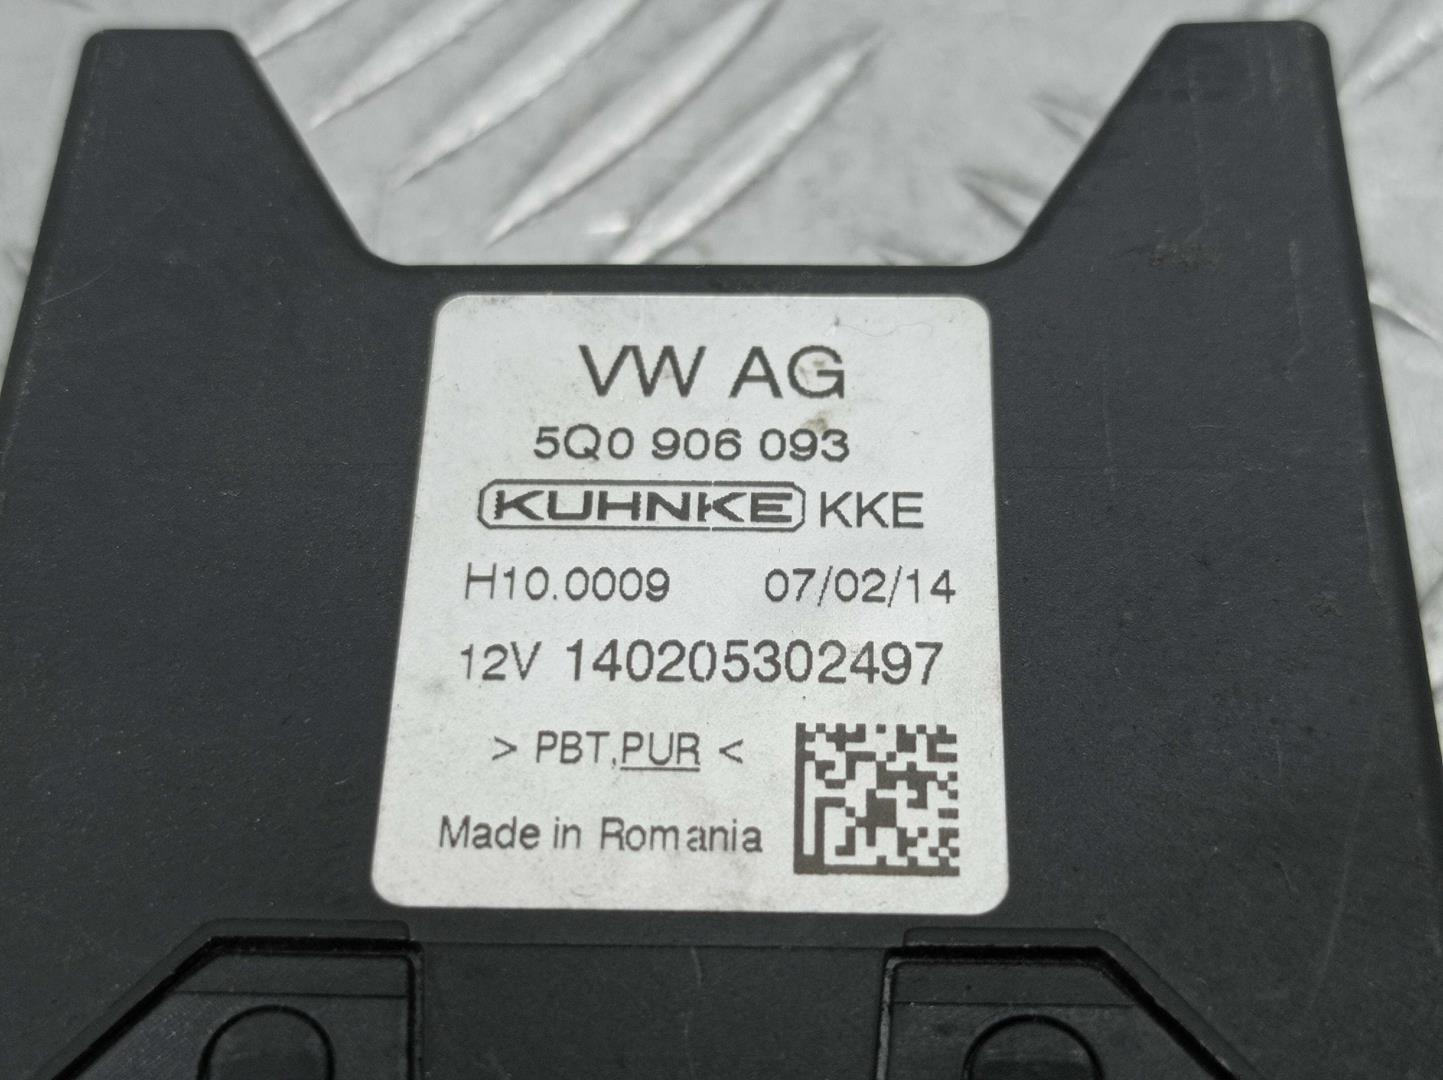 VW AG
5Q0 906 093
KUHNKE KKE
H10.0009 07/02/14
12V 140205302497
> PBT,PUR <
Made in Romania